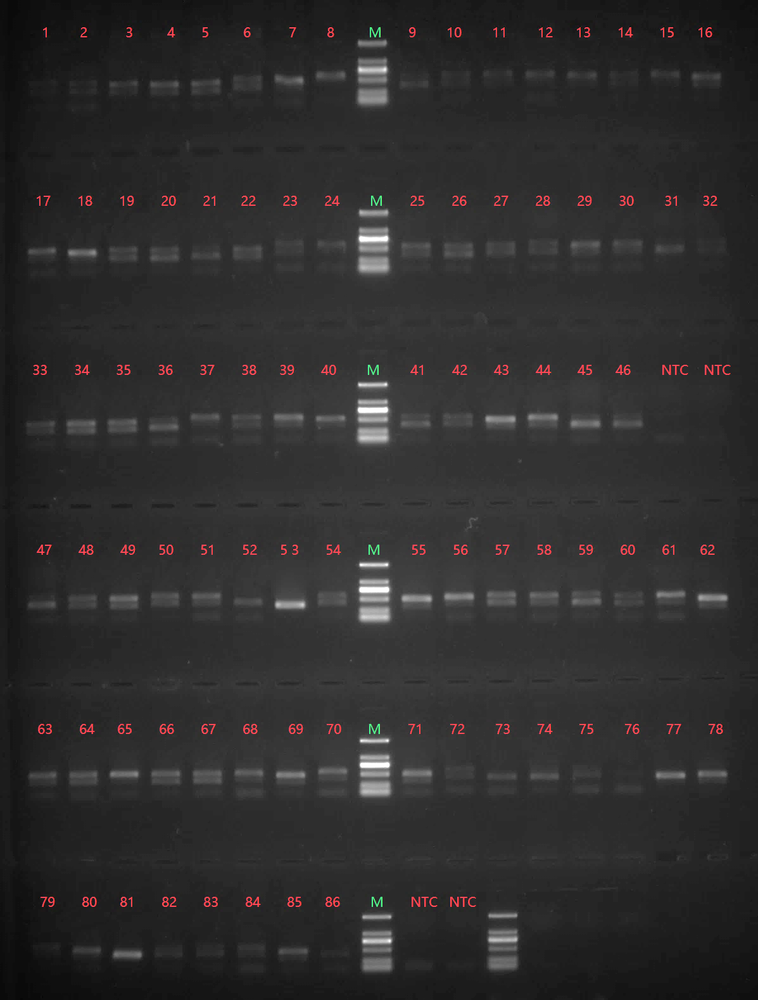 1 2 3 4 5 6 7 8 M 9 10 11 12 13 14 15 16
17 18 19 20 21 22 23 24 M 25 26 27 28 29 30 31 32
33 34 35 36 37 38 39 40 M 41 42 43 44 45 46 NTC NTC
47 48 49 50 51 52 5 3 54 M 55 56 57 58 59 60 61 62
63 64 65 66 67 68 69 70 M 71 72 73 74 75 76 77 78
79 80 81 82 83 84 85 86 M NTC NTC